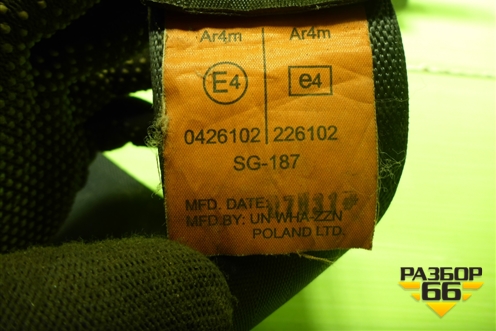 Ar4m Ar4m
E4 e4
0426102 226102
SG-187
MFD. DATE:
MFD.BY: UN WHA-ZZN
POLAND LTD.
РАЗБОР
66